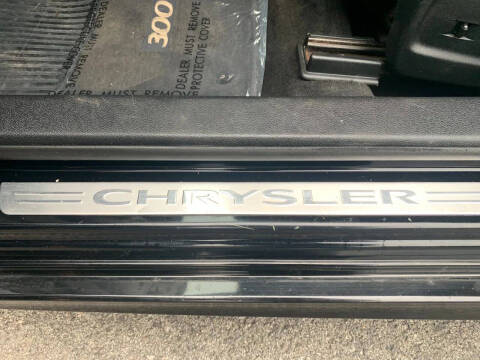 300
DEALER MUST REMOVE
PROTECTIVE COVER
DEALER MUST REMOVE
CHRYSLER